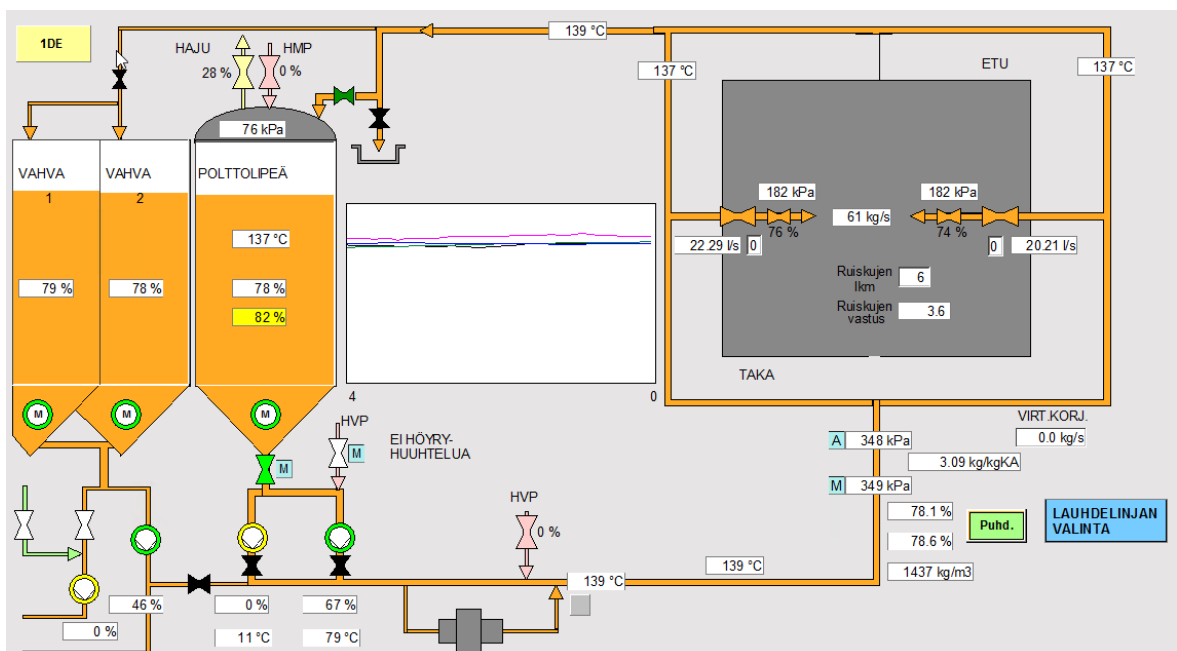 1DE
HAJU
28 %
HMP
0 %
139 °C
137 °C
137 °C
ETU
76 kPa
VAHVA
1
VAHVA
2
POLTTOLIPEÄ
137 °C
79 %
78 %
78 %
82 %
182 kPa
182 kPa
61 kg/s
76 %
74 %
22.29 l/s
0
0
20.21 l/s
Ruiskujen
lkm
6
Ruiskujen
vastus
3.6
TAKA
4
0
M
M
M
HVP
M
M
EI HÖYRY-
HUUHTELUA
VIRT.KORJ.
0.0 kg/s
A
348 kPa
3.09 kg/kgKA
M
349 kPa
HVP
0 %
78.1 %
78.6 %
1437 kg/m3
Puhd.
LAUHDELINJAN
VALINTA
139 °C
139 °C
46 %
0 %
0 %
67 %
11 °C
79 °C